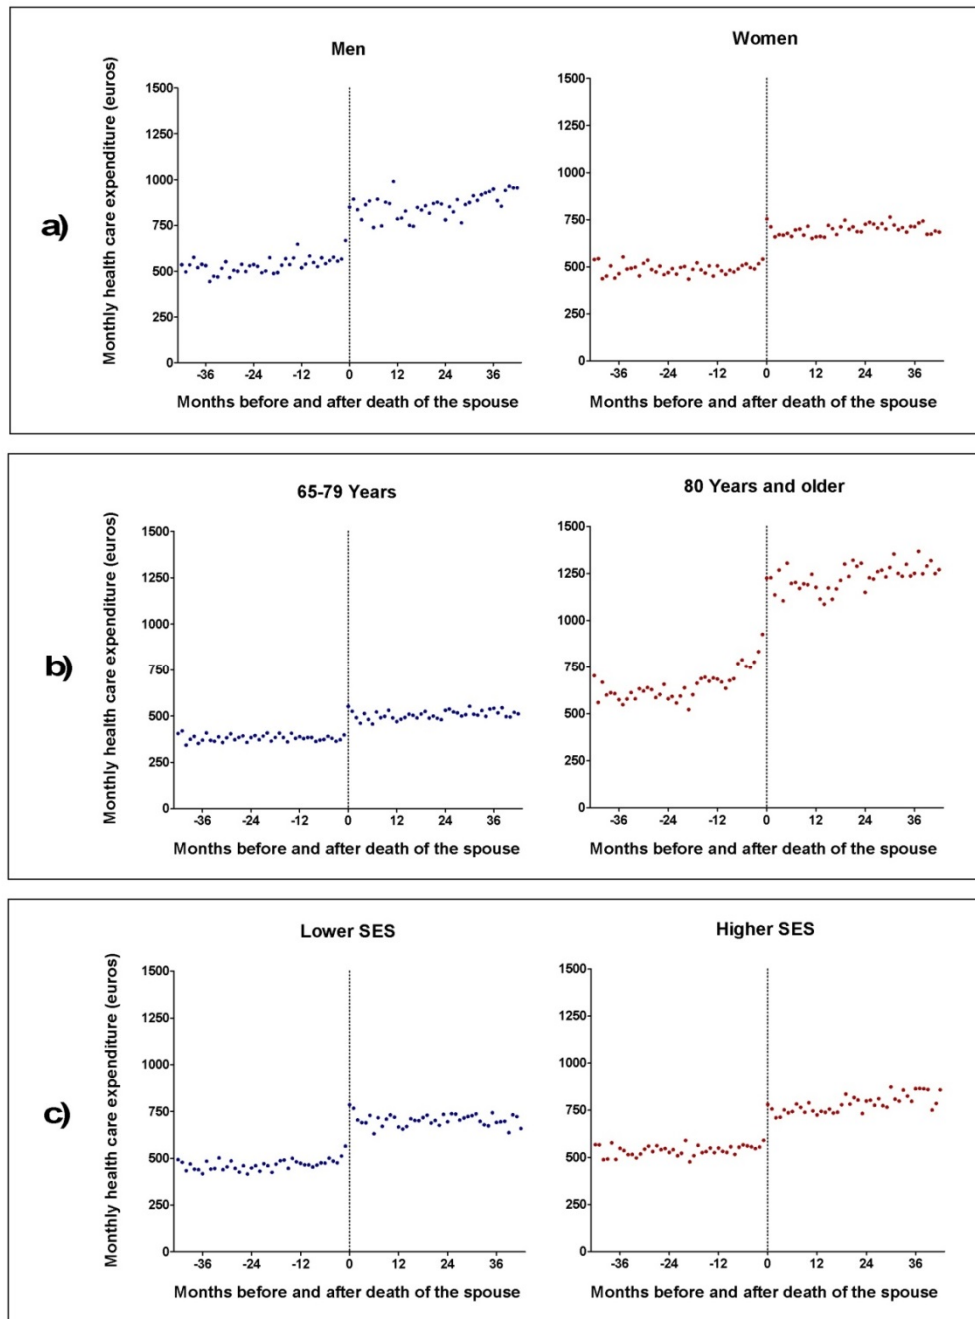 a)
Men
Monthly health care expenditure (euros)
1500
1250
1000
750
500
250
0
-36 -24 -12 0 12 24 36
Months before and after death of the spouse
Women
1500
1250
1000
750
500
250
0
-36 -24 -12 0 12 24 36
Months before and after death of the spouse
b)
65-79 Years
Monthly health care expenditure (euros)
1500
1250
1000
750
500
250
0
-36 -24 -12 0 12 24 36
Months before and after death of the spouse
80 Years and older
1500
1250
1000
750
500
250
0
-36 -24 -12 0 12 24 36
Months before and after death of the spouse
c)
Lower SES
Monthly health care expenditure (euros)
1500
1250
1000
750
500
250
0
-36 -24 -12 0 12 24 36
Months before and after death of the spouse
Higher SES
1500
1250
1000
750
500
250
0
-36 -24 -12 0 12 24 36
Months before and after death of the spouse